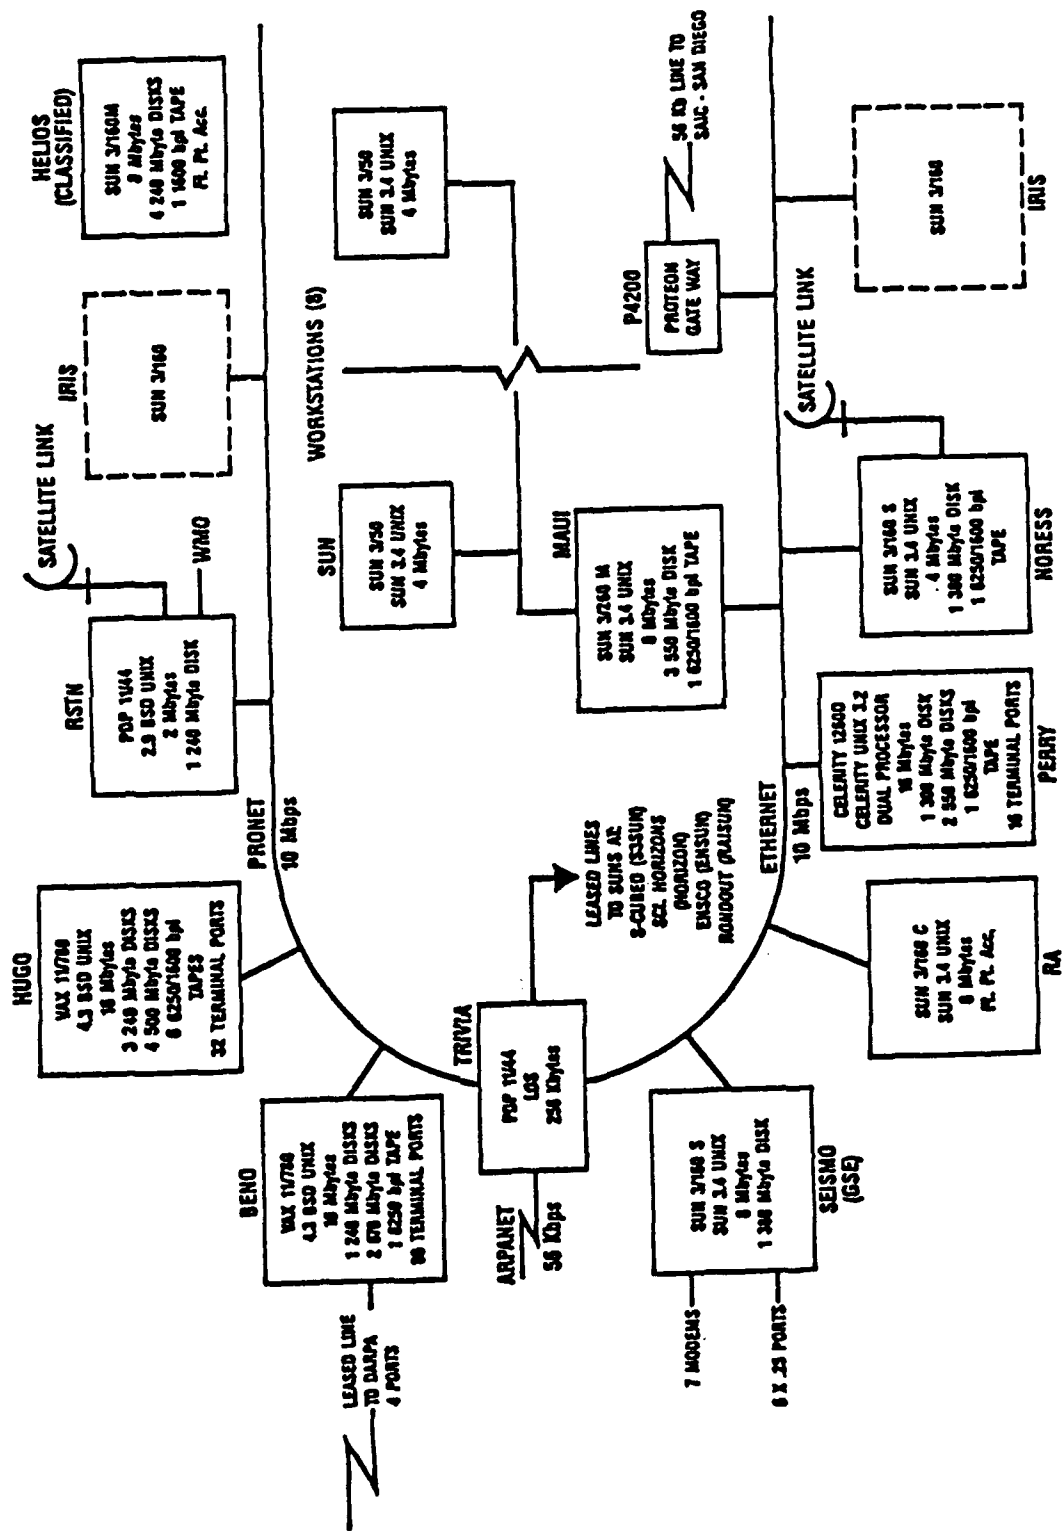 HELIOS
(CLASSIFIED)
SUN 3/160M
8 Mbytes
4 240 Mbyte DISKS
1 1600 bpi TAPE
Fl. Pt. Acc.
IRIS
SUN 3/160
SATELLITE LINK
WMO
RSTN
PDP 11/44
2.9 BSD UNIX
2 Mbytes
1 240 Mbyte DISK
HUGO
VAX 11/780
4.3 BSD UNIX
16 Mbytes
3 240 Mbyte DISKS
4 500 Mbyte DISKS
6 6250/1600 bpi
TAPES
32 TERMINAL PORTS
PRONET
10 Mbps
WORKSTATIONS (8)
SUN 3/50
SUN 3.4 UNIX
4 Mbytes
SUN
SUN 3/50
SUN 3.4 UNIX
4 Mbytes
MAUI
SUN 3/260 M
SUN 3.4 UNIX
8 Mbytes
3 550 Mbyte DISK
1 6250/1600 bpi TAPE
BENO
VAX 11/780
4.3 BSD UNIX
16 Mbytes
1 240 Mbyte DISKS
2 670 Mbyte DISKS
1 6250 bpi TAPE
TERMINAL PORTS
LEASED LINE
TO DARPA
4 PORTS
TRIVIA
PDP 11/44
LOS
256 Kbytes
ARPANET
56 Kbps
LEASED LINES
TO SUNS AT:
S-CUBED (S3SUN)
SCI. HORIZONS
(HORIZON)
ENSCO (ENSUN)
RONDOUT (RAISUN)
P4200
PROTEON
GATE WAY
56 Kb LINE TO
SAIC - SAN DIEGO
ETHERNET
10 Mbps
SUN 3/160
IRIS
SATELLITE LINK
SUN 3/160 S
SUN 3.4 UNIX
4 Mbytes
1 380 Mbyte DISK
1 6250/1600 bpi
TAPE
NORESS
CELERITY 12600
CELERITY UNIX 3.2
DUAL PROCESSOR
16 Mbytes
1 300 Mbyte DISK
2 550 Mbyte DISKS
1 6250/1600 bpi
TAPE
16 TERMINAL PORTS
PERRY
SUN 3/160 C
SUN 3.4 UNIX
8 Mbytes
Fl. Pt. Acc.
RA
SUN 3/160 S
SUN 3.4 UNIX
8 Mbytes
1 380 Mbyte DISK
SEISMO
(GSE)
7 MODEMS
6 X .25 PORTS